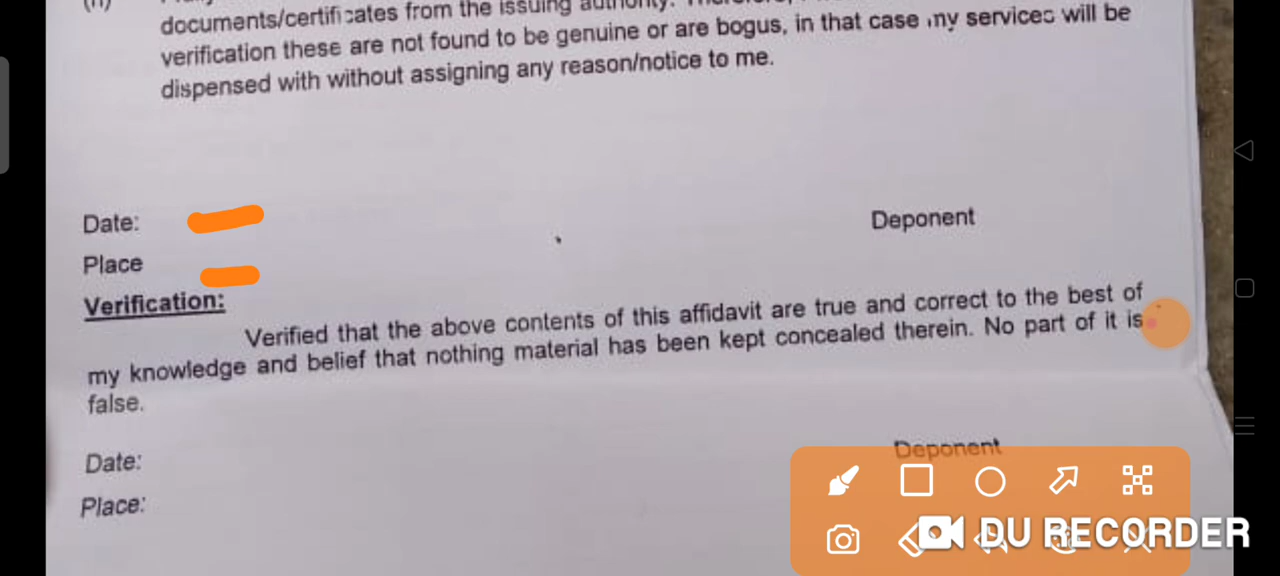 documents/certificates from the issuing authority.
verification these are not found to be genuine or are bogus, in that case my services will be
dispensed with without assigning any reason/notice to me.
Date:
Deponent
Place
Verification:
Verified that the above contents of this affidavit are true and correct to the best of
my knowledge and belief that nothing material has been kept concealed therein. No part of it is
false.
Date:
Deponent
Place:
DU RECORDER